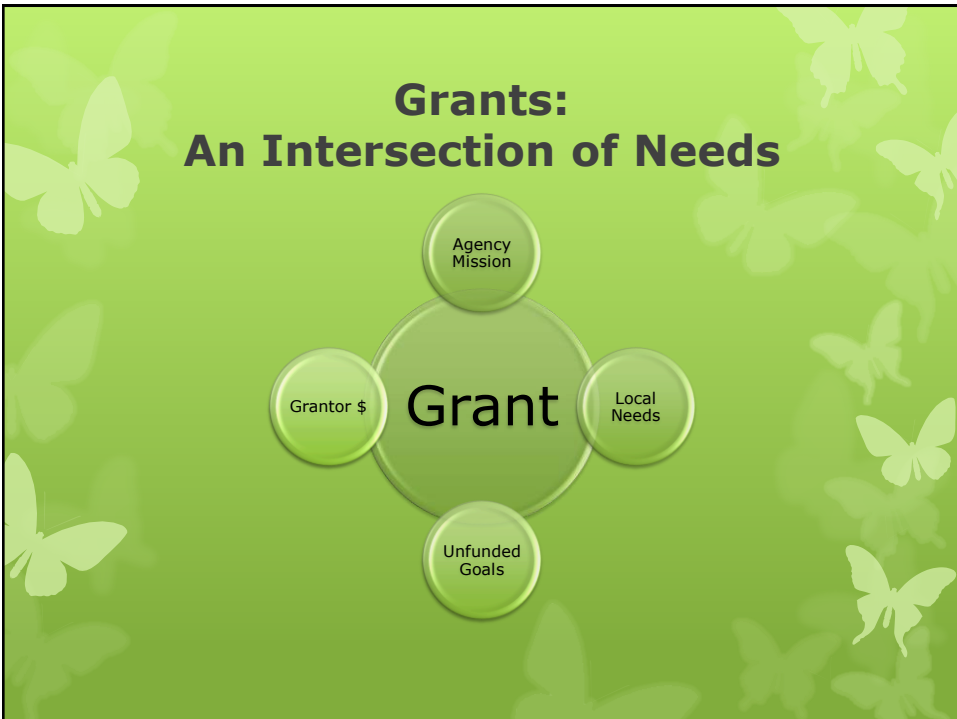 Grants:
An Intersection of Needs
Agency
Mission
Grantor $
Grant
Local
Needs
Unfunded
Goals